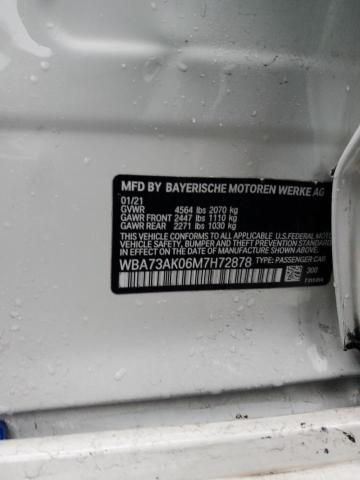 MFD BY BAYERISCHE MOTOREN WERKE AG
01/21
GVWR 4564 lbs 2070 kg
GAWR FRONT 2447 lbs 1110 kg
GAWR REAR 2271 lbs 1030 kg
THIS VEHICLE CONFORMS TO ALL APPLICABLE U.S.FEDERAL MOTOR
VEHICLE SAFETY, BUMPER AND THEFT PREVENTION STANDARDS
IN EFFECT ON THE DATE OF MANUFACTURE SHOWN ABOVE.
WBA73AK06M7H72878 TYPE: PASSENGER CAR
300